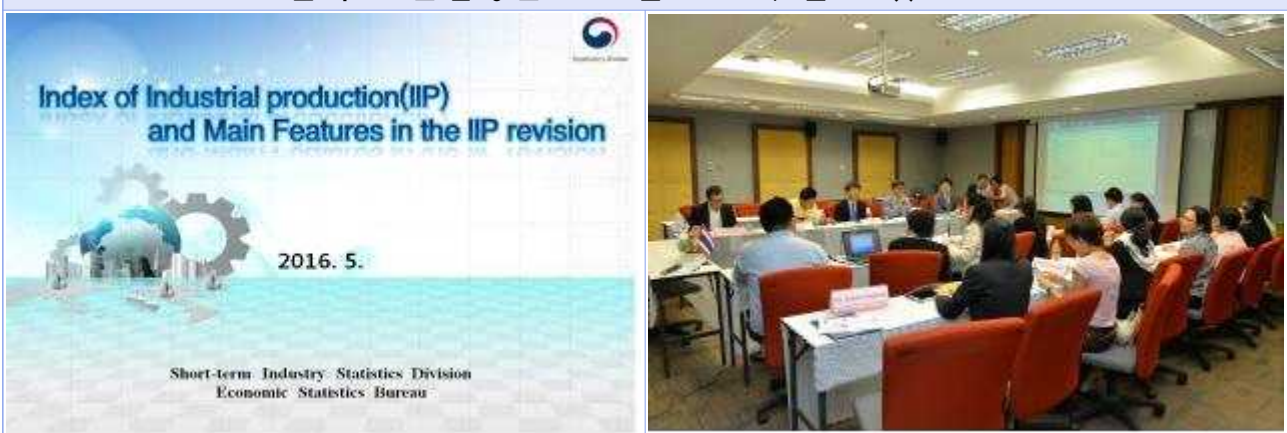 Index of Industrial production(IIP)
and Main Features in the IIP revision
2016. 5.
Short-term Industry Statistics Division
Economic Statistics Bureau